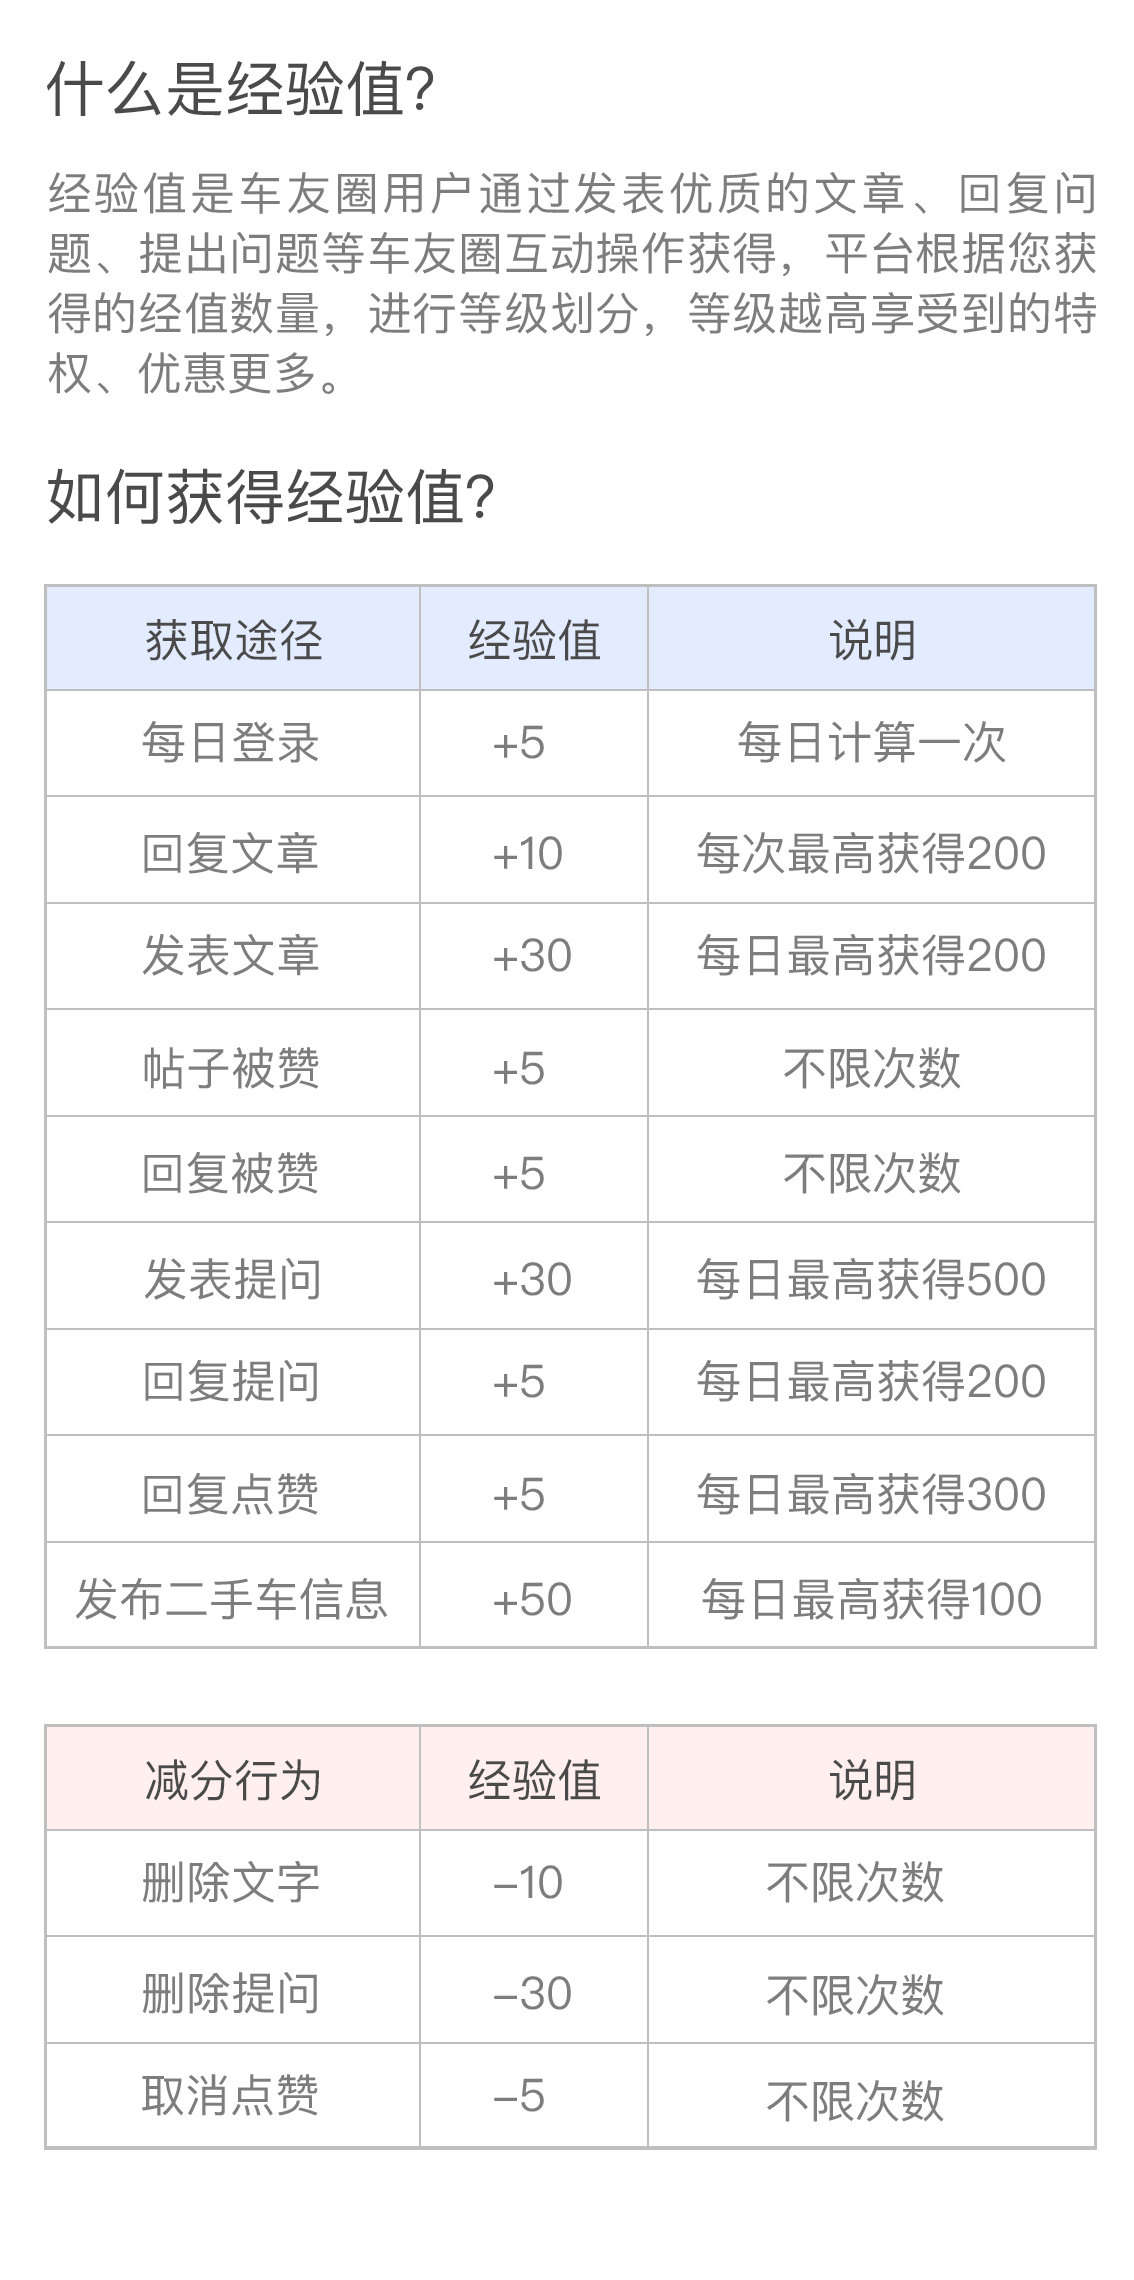 什么是经验值?
经验值是车友圈用户通过发表优质的文章、回复问
题、提出问题等车友圈互动操作获得，平台根据您获
得的经值数量，进行等级划分，等级越高享受到的特
权、优惠更多。
如何获得经验值?
获取途径 经验值 说明
每日登录 +5 每日计算一次
回复文章 +10 每次最高获得200
发表文章 +30 每日最高获得200
帖子被赞 +5 不限次数
回复被赞 +5 不限次数
发表提问 +30 每日最高获得500
回复提问 +5 每日最高获得200
回复点赞 +5 每日最高获得300
发布二手车信息 +50 每日最高获得100
减分行为 经验值 说明
删除文字 –10 不限次数
删除提问 –30 不限次数
取消点赞 –5 不限次数